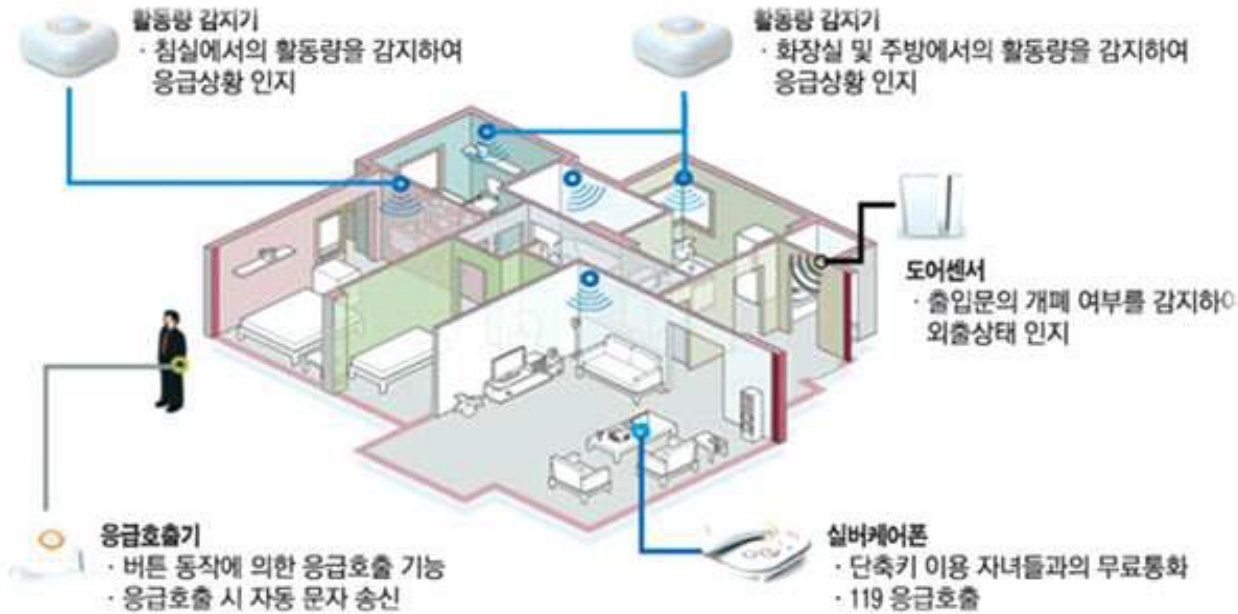 활동량 감지기
· 침실에서의 활동량을 감지하여
응급상황 인지
활동량 감지기
· 화장실 및 주방에서의 활동량을 감지하여
응급상황 인지
도어센서
· 출입문의 개폐 여부를 감지하여
외출상태 인지
응급호출기
· 버튼 동작에 의한 응급호출 기능
· 응급호출 시 자동 문자 송신
실버케어폰
· 단축키 이용 자녀들과의 무료통화
· 119 응급호출